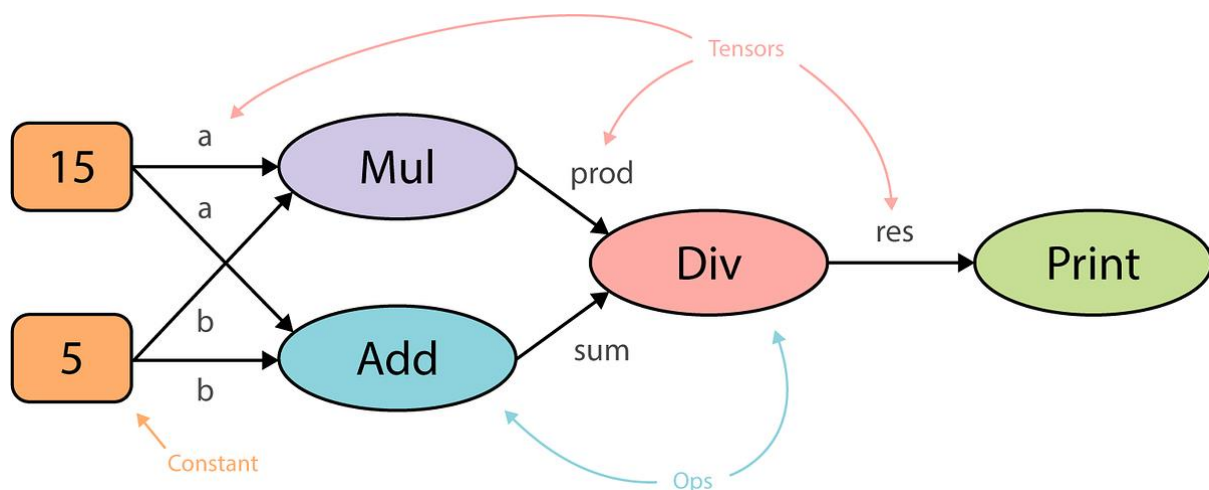 Tensors
a
15
Mul
prod
a
res
Div
Print
b
5
Add
sum
b
Constant
Ops